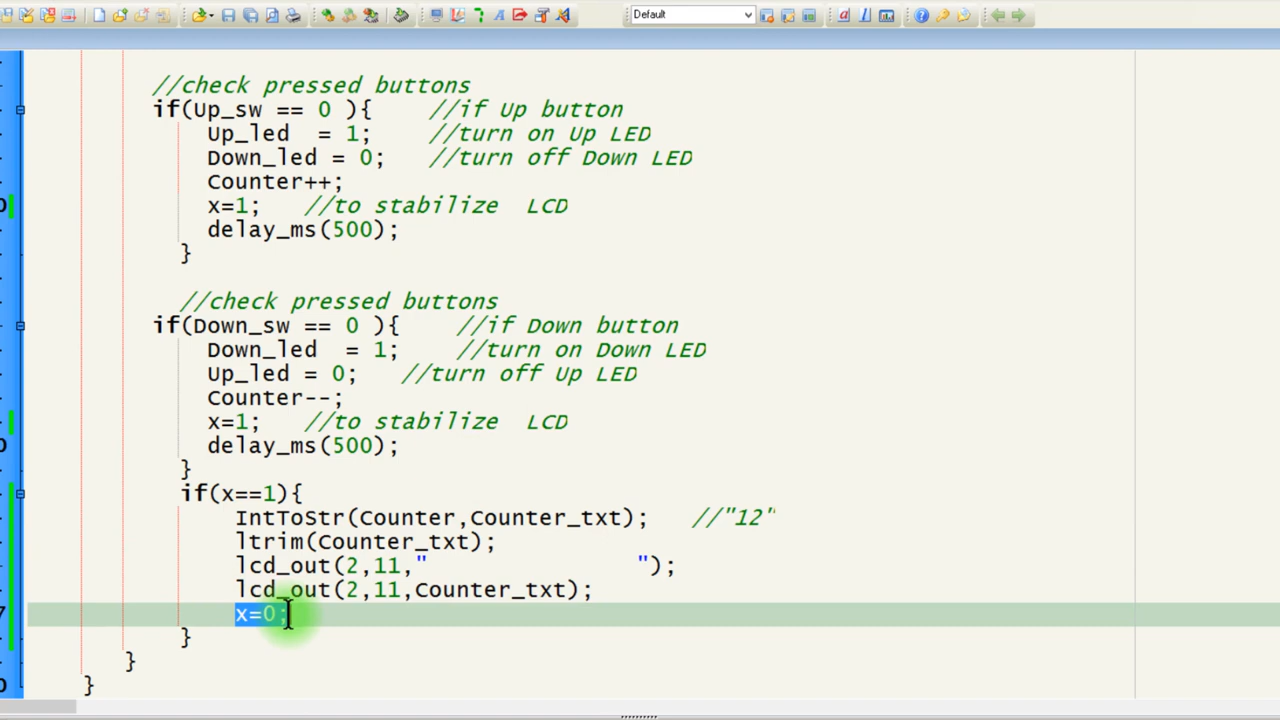 Default
//check pressed buttons
if(Up_sw == 0 ){    //if Up button
Up_led  = 1;    //turn on Up LED
Down_led = 0;   //turn off Down LED
Counter++;
x=1;   //to stabilize  LCD
delay_ms(500);
}
//check pressed buttons
if(Down_sw == 0 ){    //if Down button
Down_led  = 1;    //turn on Down LED
Up_led = 0;   //turn off Up LED
Counter--;
x=1;   //to stabilize  LCD
delay_ms(500);
}
if(x==1){
IntToStr(Counter,Counter_txt);   //"12"
ltrim(Counter_txt);
lcd_out(2,11,"               ");
lcd_out(2,11,Counter_txt);
x=0;
}
}
}